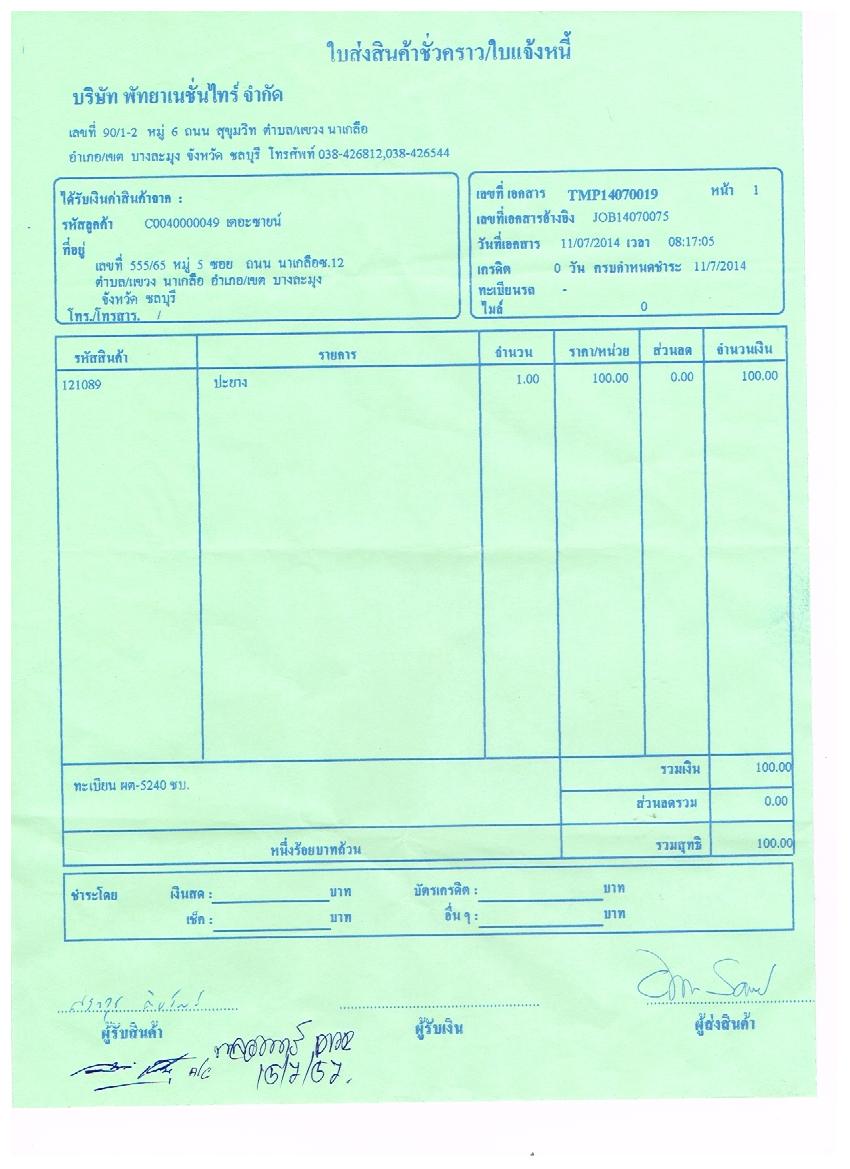 ใบส่งสินค้าชั่วคราว/ใบแจ้งหนี้
บริษัท พัทยาเนชั่นไทร์ จำกัด
เลขที่ 90/1-2 หมู่ 6 ถนน สุขุมวิท ตำบล/แขวง นาเกลือ
อำเภอ/เขต บางละมุง จังหวัด ชลบุรี โทรศัพท์ 038-426812,038-426544
ได้รับเงินค่าสินค้าจาก :
รหัสลูกค้า C0040000049 เดอะซายน์
ที่อยู่
เลขที่ 555/65 หมู่ 5 ซอย ถนน นาเกลือซ.12
ตำบล/แขวง นาเกลือ อำเภอ/เขต บางละมุง
จังหวัด ชลบุรี
โทร./โทรสาร. /
เลขที่ เอกสาร TMP14070019 หน้า 1
เลขที่เอกสารอ้างอิง JOB14070075
วันที่เอกสาร 11/07/2014 เวลา 08:17:05
เครดิต 0 วัน ครบกำหนดชำระ 11/7/2014
ทะเบียนรถ -
ไมล์ 0
รหัสสินค้า รายการ จำนวน ราคา/หน่วย ส่วนลด จำนวนเงิน
121089 ปะยาง 1.00 100.00 0.00 100.00
ทะเบียน ผต-5240 ชบ.
รวมเงิน 100.00
ส่วนลดรวม 0.00
หนึ่งร้อยบาทถ้วน รวมสุทธิ 100.00
ชำระโดย เงินสด : บาท บัตรเครดิต : บาท
เช็ค : บาท อื่น ๆ : บาท
ผู้รับสินค้า ผู้รับเงิน ผู้ส่งสินค้า
A/C
15/7/57